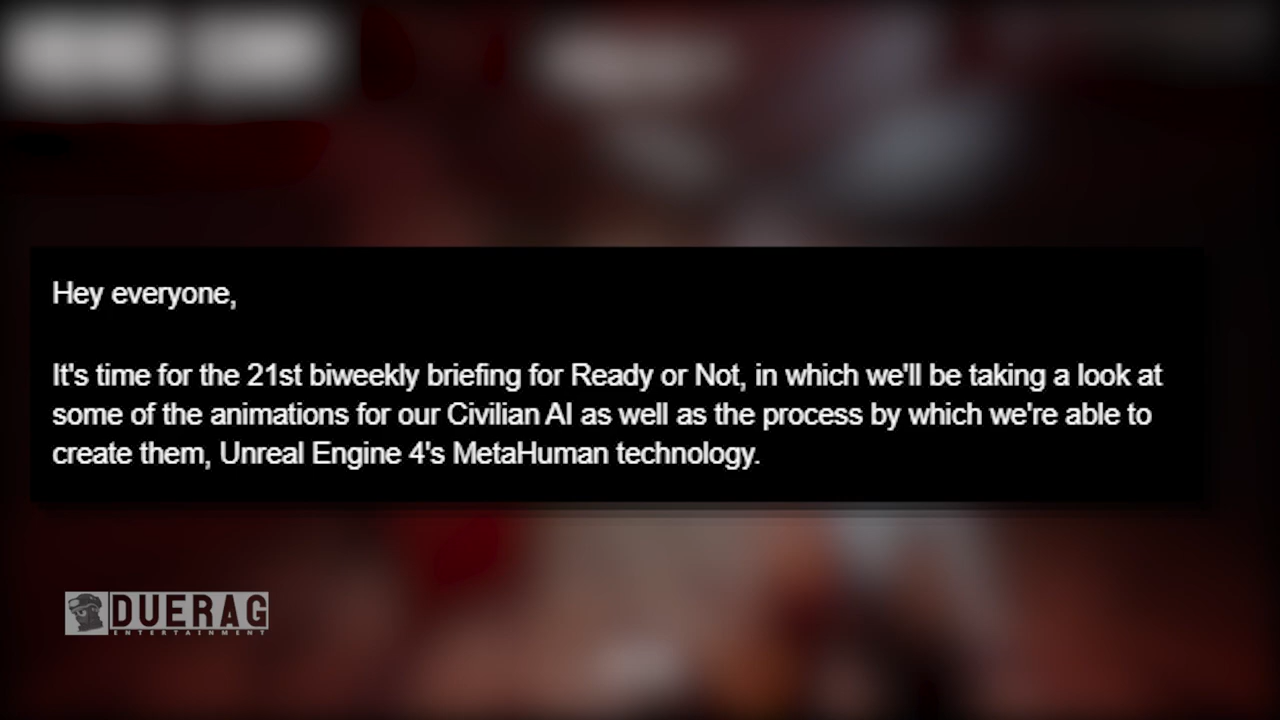 Hey everyone,
It's time for the 21st biweekly briefing for Ready or Not, in which we'll be taking a look at
some of the animations for our Civilian AI as well as the process by which we're able to
create them, Unreal Engine 4's MetaHuman technology.
DUERAG
ENTERTAINMENT